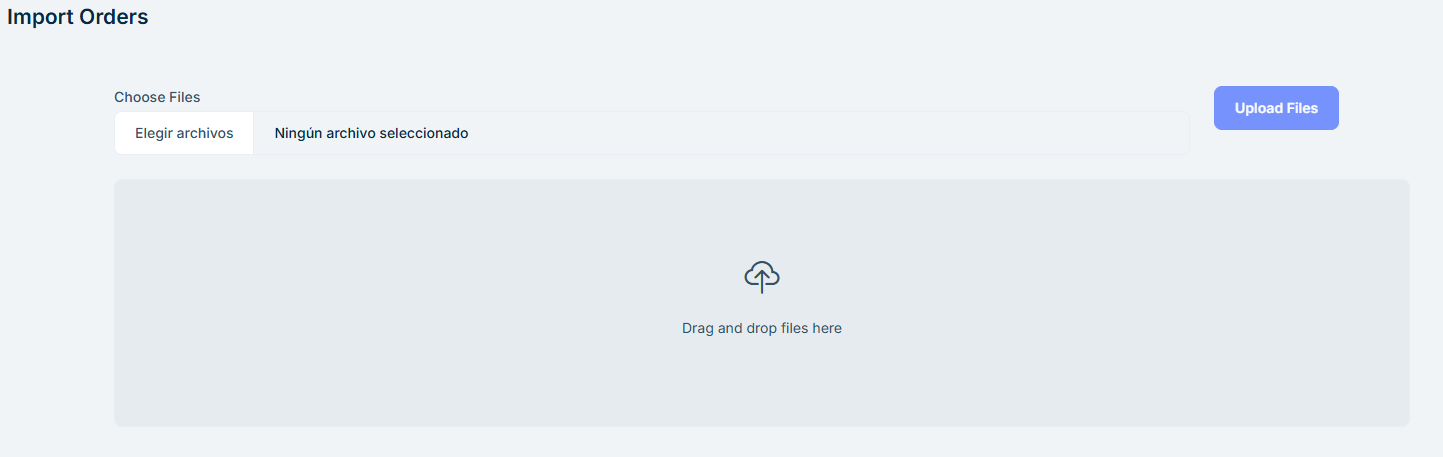 Import Orders
Choose Files
Upload Files
Elegir archivos
Ningún archivo seleccionado
Drag and drop files here